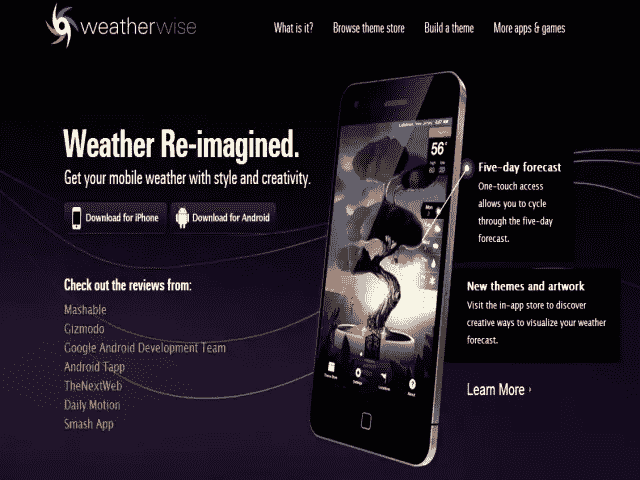 weatherwise
What is it?
Browse theme store
Build a theme
More apps & games
Weather Re-imagined.
Get your mobile weather with style and creativity.
Download for iPhone
Download for Android
Check out the reviews from:
Mashable
Gizmodo
Google Android Development Team
Android Tapp
TheNextWeb
Daily Motion
Smash App
56°
Mon
Five-day forecast
One-touch access
allows you to cycle
through the five-day
forecast.
New themes and artwork
Visit the in-app store to discover
creative ways to visualize your weather
forecast.
Learn More